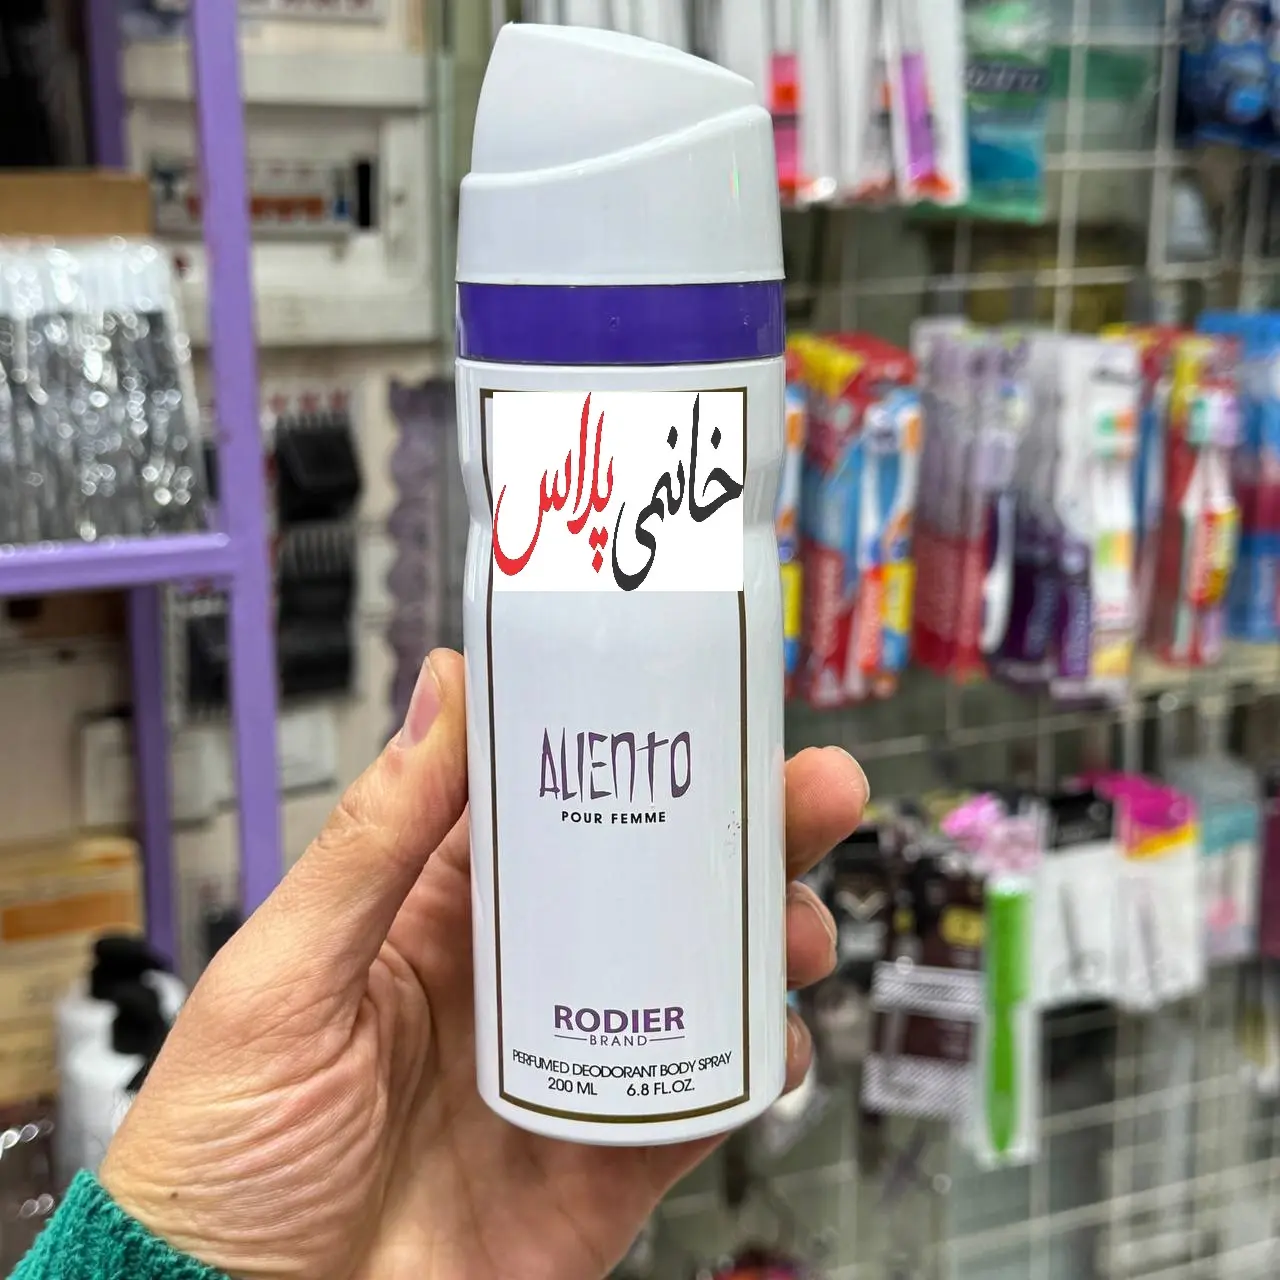 خانمی پلاس
ALIENTO
POUR FEMME
RODIER
BRAND
PERFUMED DEODORANT BODY SPRAY
200 ML 6.8 FL.OZ.